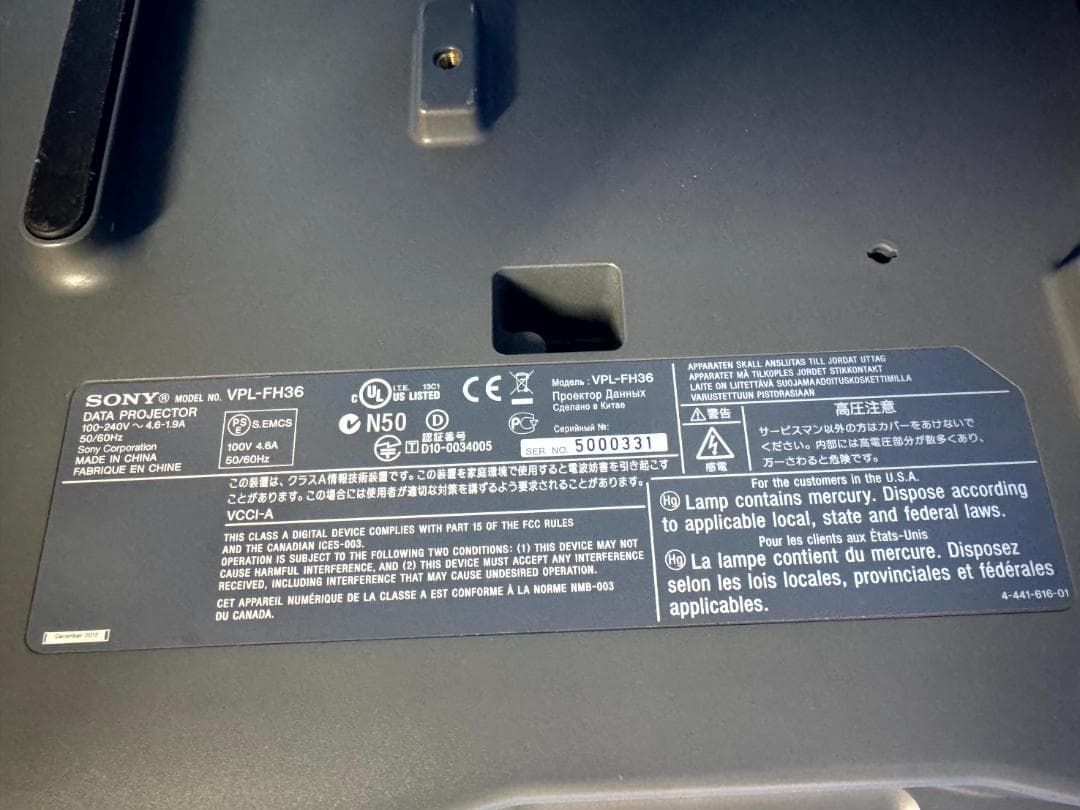 SONY® MODEL NO. VPL-FH36
DATA PROJECTOR
100-240V ～ 4.6-1.9A
50/60Hz
Sony Corporation
MADE IN CHINA
FABRIQUE EN CHINE
PS E S.EMCS
100V 4.6A
50/60Hz
C UL US LISTED
I.T.E. 13C1
N50
D
認証番号
T D10-0034005
CE
Модель: VPL-FH36
Проектор Данных
Сделано в Китае
Серийный №:
SER. NO. 5000331
APPARATEN SKALL ANSLUTAS TILL JORDAT UTTAG
APPARATET MÅ TILKOPLES JORDET STIKKONTAKT
LAITE ON LIITETTÄVÄ SUOJAMAADOITUSKOSKETTIMILLA
VARUSTETTUUN PISTORASIAAN
⚠警告
感電
高圧注意
サービスマン以外の方はカバーをあけないで
ください。内部には高電圧部分が数多くあり、
万一さわると危険です。
この装置は、クラスA情報技術装置です。この装置を家庭環境で使用すると電波妨害を引き起こす
ことがあります。この場合には使用者が適切な対策を講ずるよう要求されることがあります。
VCCI-A
THIS CLASS A DIGITAL DEVICE COMPLIES WITH PART 15 OF THE FCC RULES
AND THE CANADIAN ICES-003.
OPERATION IS SUBJECT TO THE FOLLOWING TWO CONDITIONS: (1) THIS DEVICE MAY NOT
CAUSE HARMFUL INTERFERENCE, AND (2) THIS DEVICE MUST ACCEPT ANY INTERFERENCE
RECEIVED, INCLUDING INTERFERENCE THAT MAY CAUSE UNDESIRED OPERATION.
CET APPAREIL NUMÉRIQUE DE LA CLASSE A EST CONFORME À LA NORME NMB-003
DU CANADA.
For the customers in the U.S.A.
Hg Lamp contains mercury. Dispose according
to applicable local, state and federal laws.
Pour les clients aux États-Unis
Hg La lampe contient du mercure. Disposez
selon les lois locales, provinciales et fédérales
applicables.
4-441-616-01
December 2012